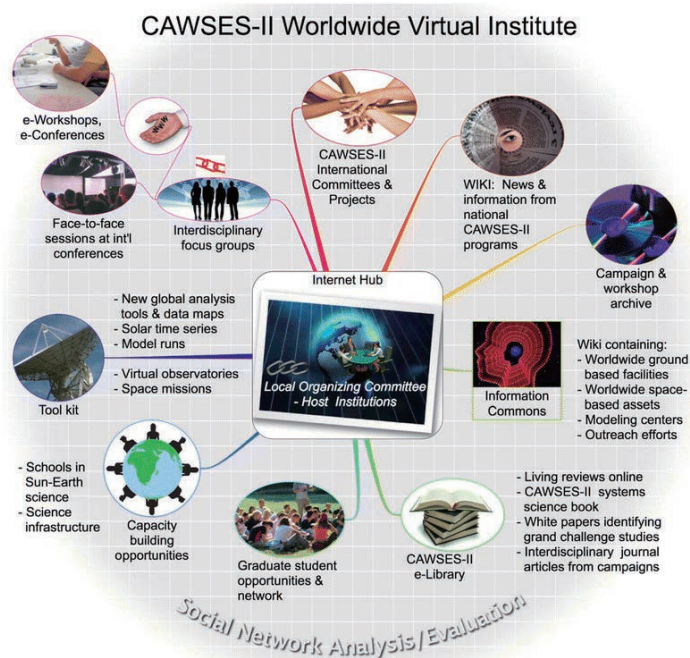 CAWSES-II Worldwide Virtual Institute
e-Workshops,
e-Conferences
WWW
Face-to-face
sessions at int'l
conferences
Interdisciplinary
focus groups
CAWSES-II
International
Committees &
Projects
WIKI: News &
information from
national
CAWSES-II
programs
Campaign &
workshop
archive
Internet Hub
Local Organizing Committee
- Host Institutions
Tool kit
- New global analysis
tools & data maps
- Solar time series
- Model runs
- Virtual observatories
- Space missions
Information
Commons
Wiki containing:
- Worldwide ground
based facilities
- Worldwide space-
based assets
- Modeling centers
- Outreach efforts
- Schools in
Sun-Earth
science
- Science
infrastructure
Capacity
building
opportunities
Graduate student
opportunities &
network
CAWSES-II
e-Library
- Living reviews online
- CAWSES-II systems
science book
- White papers identifying
grand challenge studies
- Interdisciplinary journal
articles from campaigns
Social Network Analysis/Evaluation